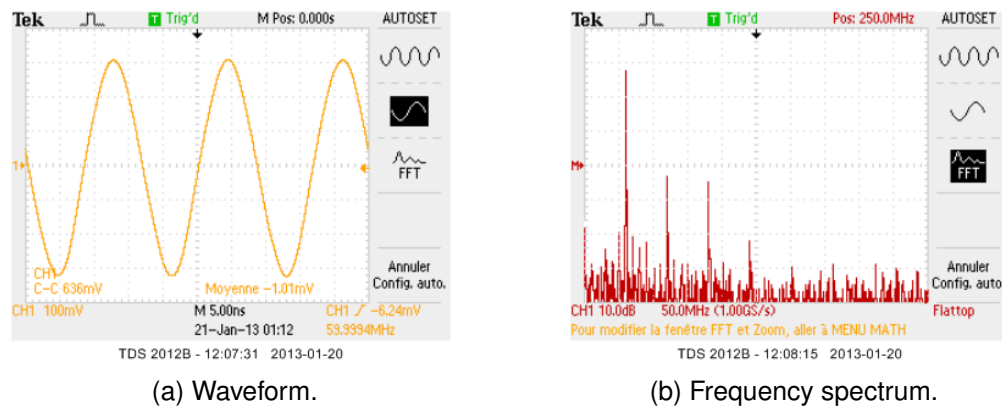 Tek T Trig'd M Pos: 0.000s AUTOSET
1
FFT
CH1
C-C 636mV Moyenne -1.01mV
Annuler
Config. auto.
CH1 100mV M 5.00ns CH1 -6.24mV
21-Jan-13 01:12 59.9994MHz
TDS 2012B - 12:07:31 2013-01-20
(a) Waveform.
Tek T Trig'd Pos: 250.0MHz AUTOSET
M
FFT
Annuler
Config. auto
CH1 10.0dB 50.0MHz (1.00GS/s) Flattop
Pour modifier la fenêtre FFT et Zoom, aller à MENU MATH
TDS 2012B - 12:08:15 2013-01-20
(b) Frequency spectrum.